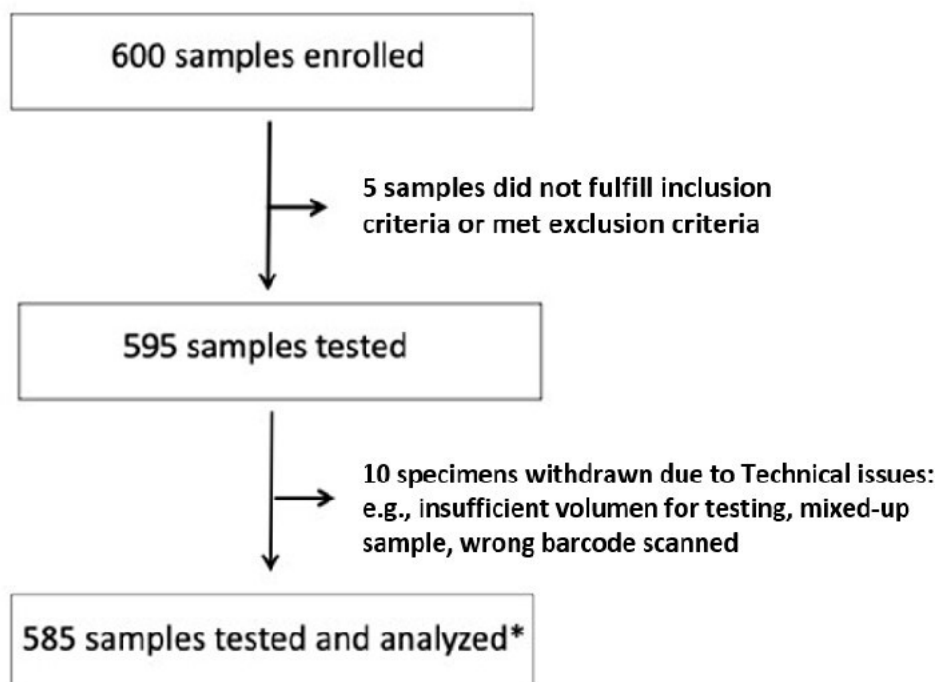 600 samples enrolled
5 samples did not fulfill inclusion
criteria or met exclusion criteria
595 samples tested
10 specimens withdrawn due to Technical issues:
e.g., insufficient volumen for testing, mixed-up
sample, wrong barcode scanned
585 samples tested and analyzed*